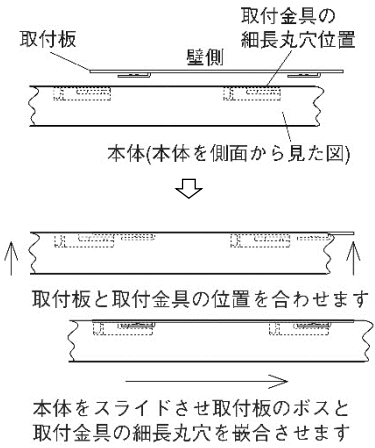 取付金具の
細長丸穴位置
取付板
壁側
本体(本体を側面から見た図)
取付板と取付金具の位置を合わせます
本体をスライドさせ取付板のボスと
取付金具の細長丸穴を嵌合させます